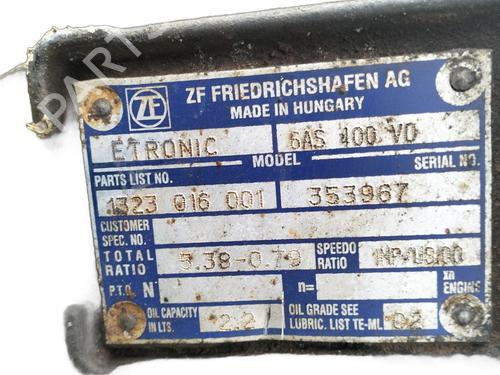 ZF
ZF FRIEDRICHSHAFEN AG
MADE IN HUNGARY
ETRONIC 6AS 400 VO
MODEL
PARTS LIST NO. SERIAL NO.
1323 016 001 353967
CUSTOMER
SPEC. NO.
TOTAL
RATIO
5.38-0.79
SPEEDO
RATIO
P.T.O. N n= xn
ENGINE
OIL CAPACITY
IN LTS.
2.2
OIL GRADE SEE
LUBRIC. LIST TE-ML 02